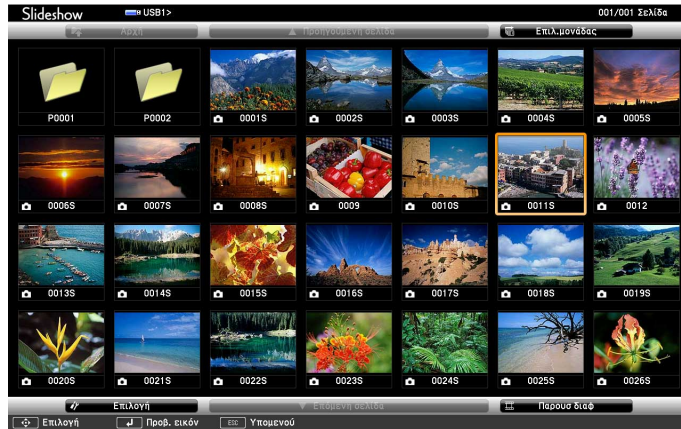 Slideshow USB1> 001/001 Σελίδα
Αρχή Προηγούμενη σελίδα Επιλ.μονάδας
P0001 P0002 0001S 0002S 0003S 0004S 0005S
0006S 0007S 0008S 0009 0010S 0011S 0012
0013S 0014S 0015S 0016S 0017S 0018S 0019S
0020S 0021S 0022S 0023S 0024S 0025S 0026S
Επιλογή Επόμενη σελίδα Παρουσ διαφ
Επιλογή Προβ. εικόν ESC Υπομενού